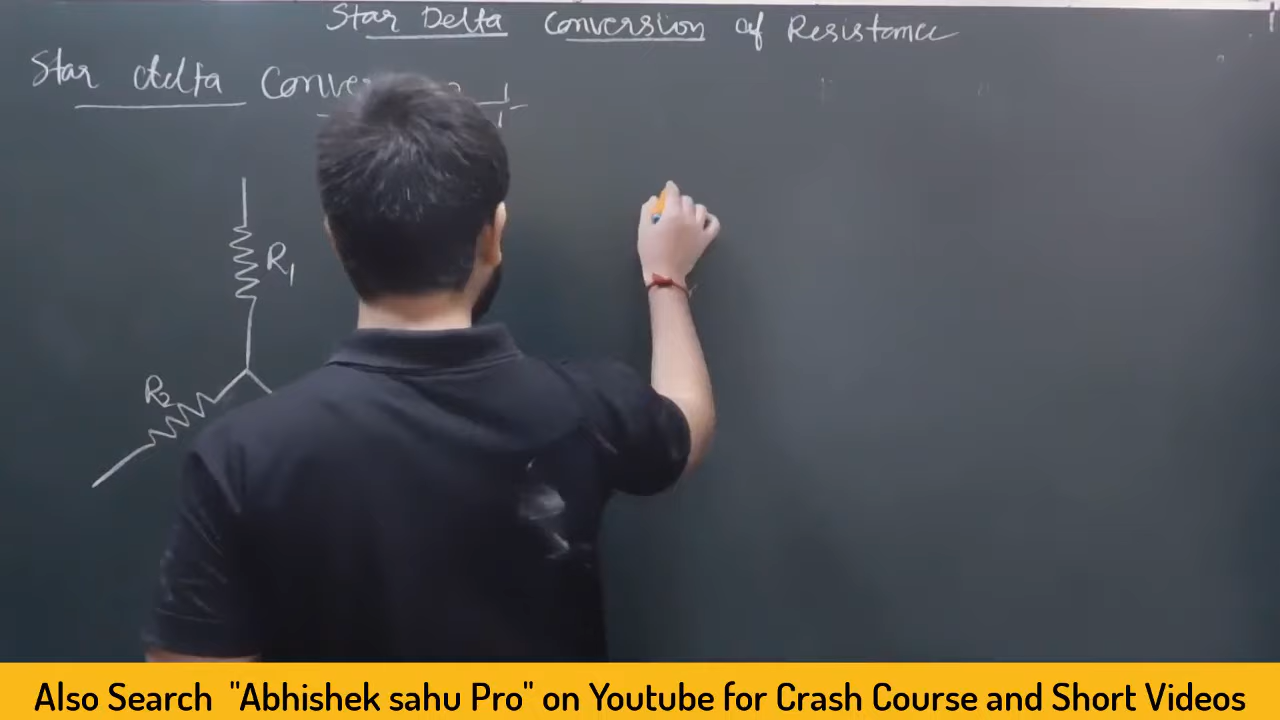 Star Delta Conversion of Resistance
Star delta
R1
R2
Also Search "Abhishek sahu Pro" on Youtube for Crash Course and Short Videos